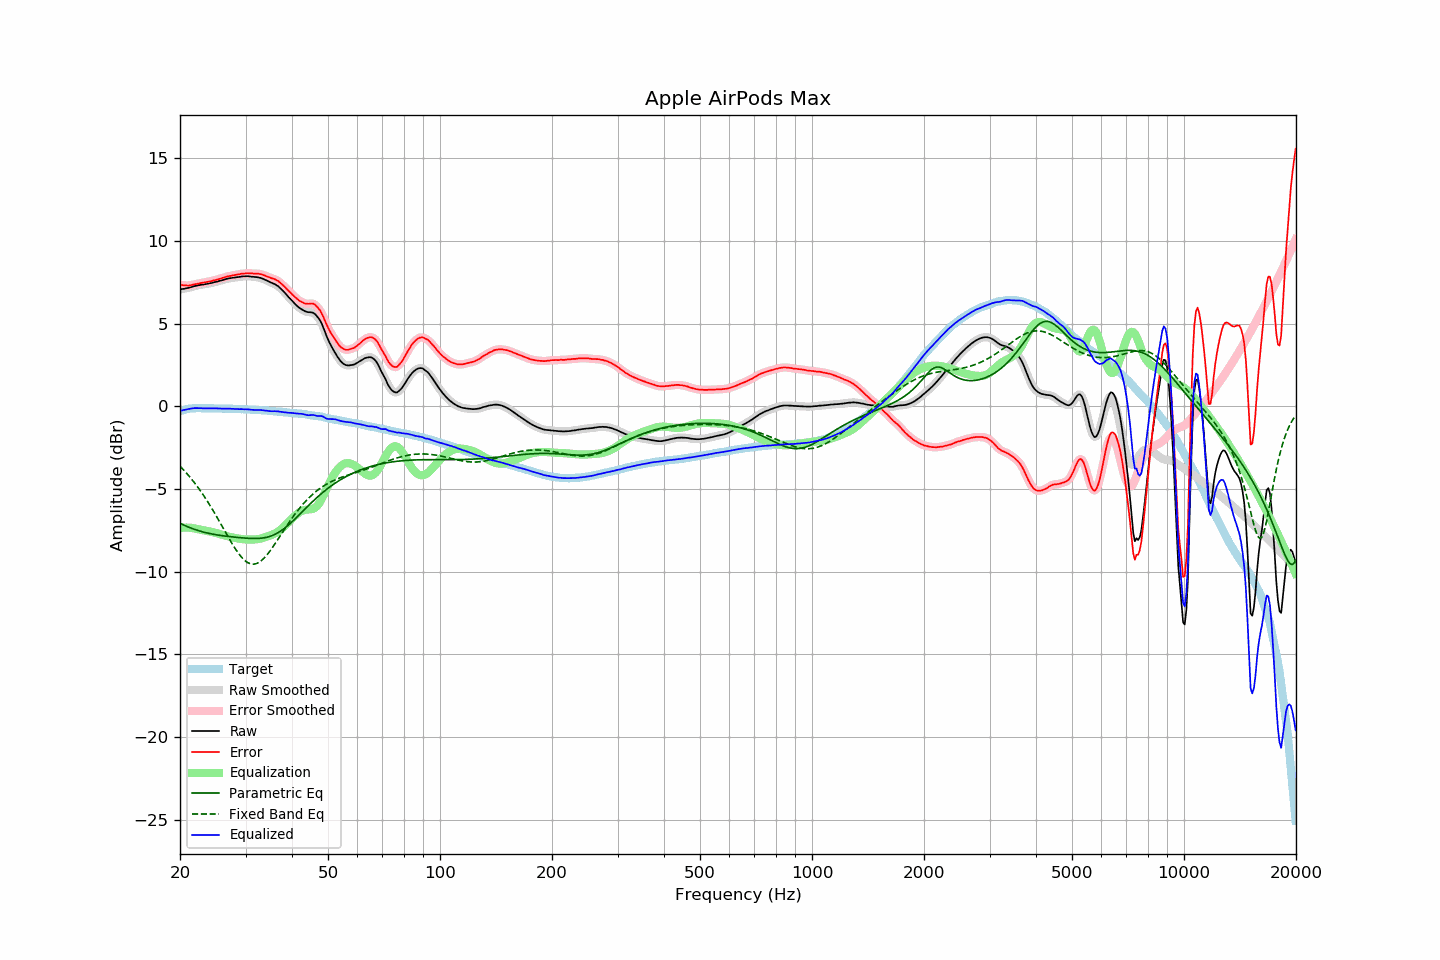 Apple AirPods Max
Amplitude (dBr)
15
10
5
0
−5
−10
−15
−20
−25
Target
Raw Smoothed
Error Smoothed
Raw
Error
Equalization
Parametric Eq
Fixed Band Eq
Equalized
20 50 100 200 500 1000 2000 5000 10000 20000
Frequency (Hz)